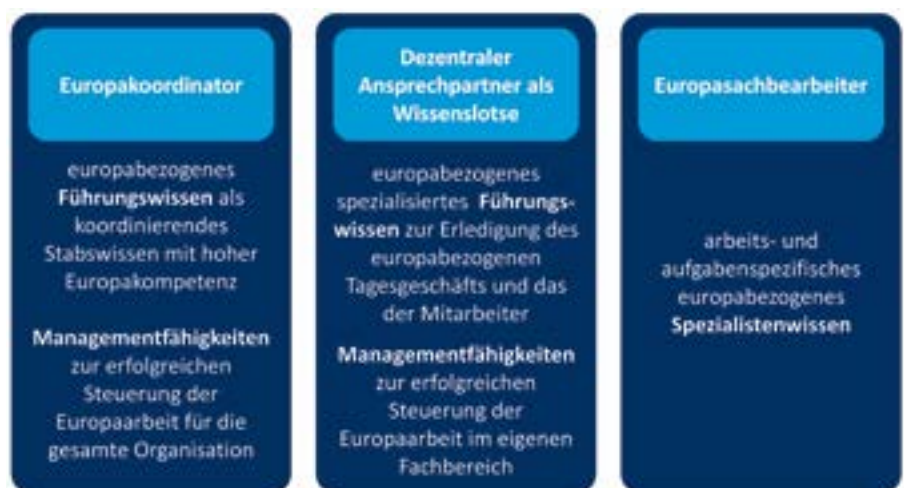 Europakoordinator
europabezogenes
Führungswissen als
koordinierendes
Stabswissen mit hoher
Europakompetenz
Managementfähigkeiten
zur erfolgreichen
Steuerung der
Europaarbeit für die
gesamte Organisation
Dezentraler
Ansprechpartner als
Wissenslotse
europabezogenes
spezialisiertes Führungs-
wissen zur Erledigung des
europabezogenen
Tagesgeschäfts und das
der Mitarbeiter
Managementfähigkeiten
zur erfolgreichen
Steuerung der
Europaarbeit im eigenen
Fachbereich
Europasachbearbeiter
arbeits- und
aufgabenspezifisches
europabezogenes
Spezialistenwissen